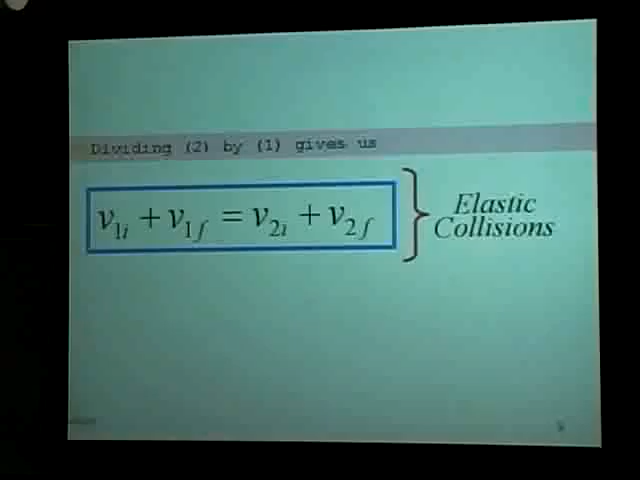 Dividing (2) by (1) gives us
v₁ᵢ + v₁f = v₂ᵢ + v₂f
Elastic
Collisions